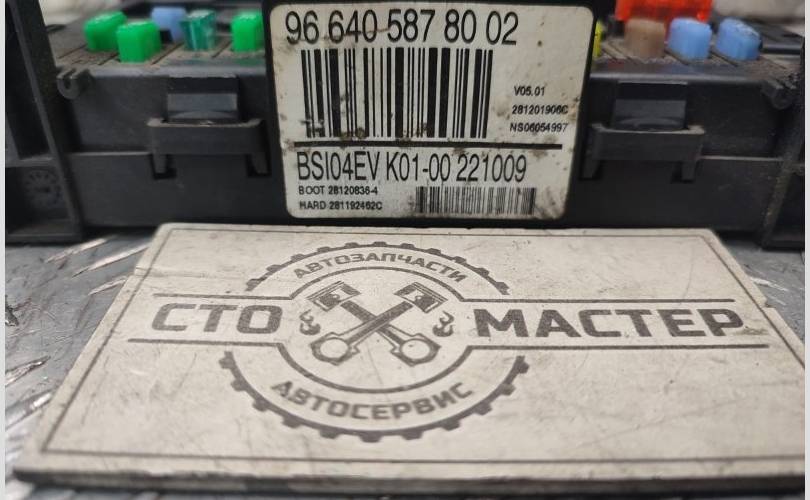 96 640 587 80 02
V05.01
281201906C
NS06054997
BSI04EV K01-00 221009
BOOT 28120836-4
HARD 281192462C
АВТОЗАПЧАСТИ
СТО МАСТЕР
АВТОСЕРВИС